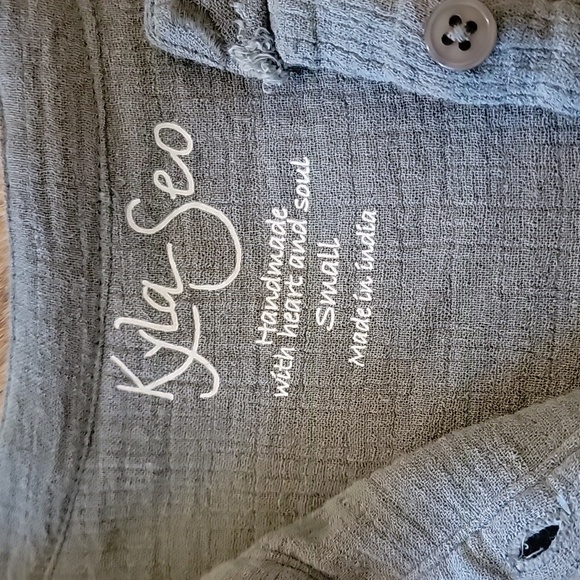 Kyla Seo
Handmade
with heart and soul
Small
Made in india